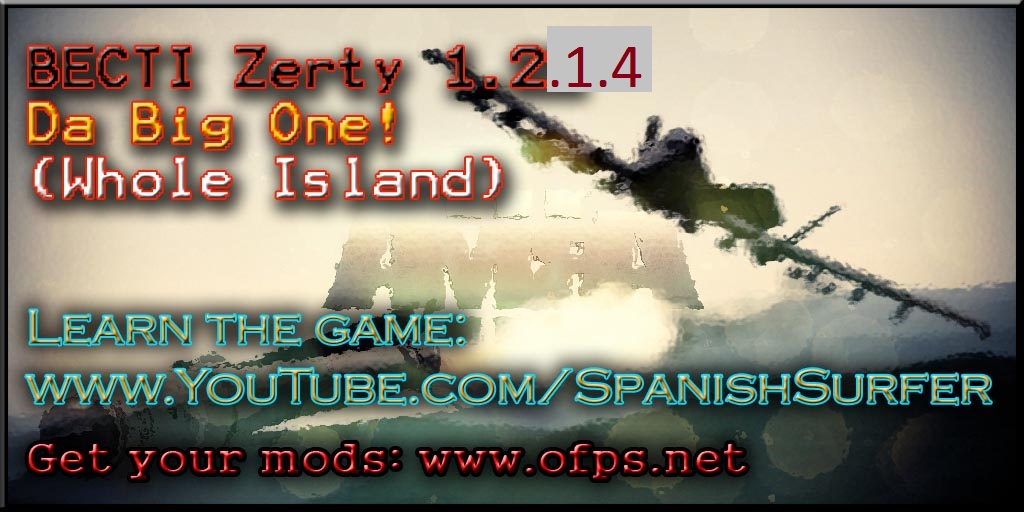 BECTI Zerty 1.2.1.4
Da Big One!
(Whole Island)
ARMA
LEARN THE GAME:
WWW.YOUTUBE.COM/SPANISHSURFER
Get your mods: www.ofps.net